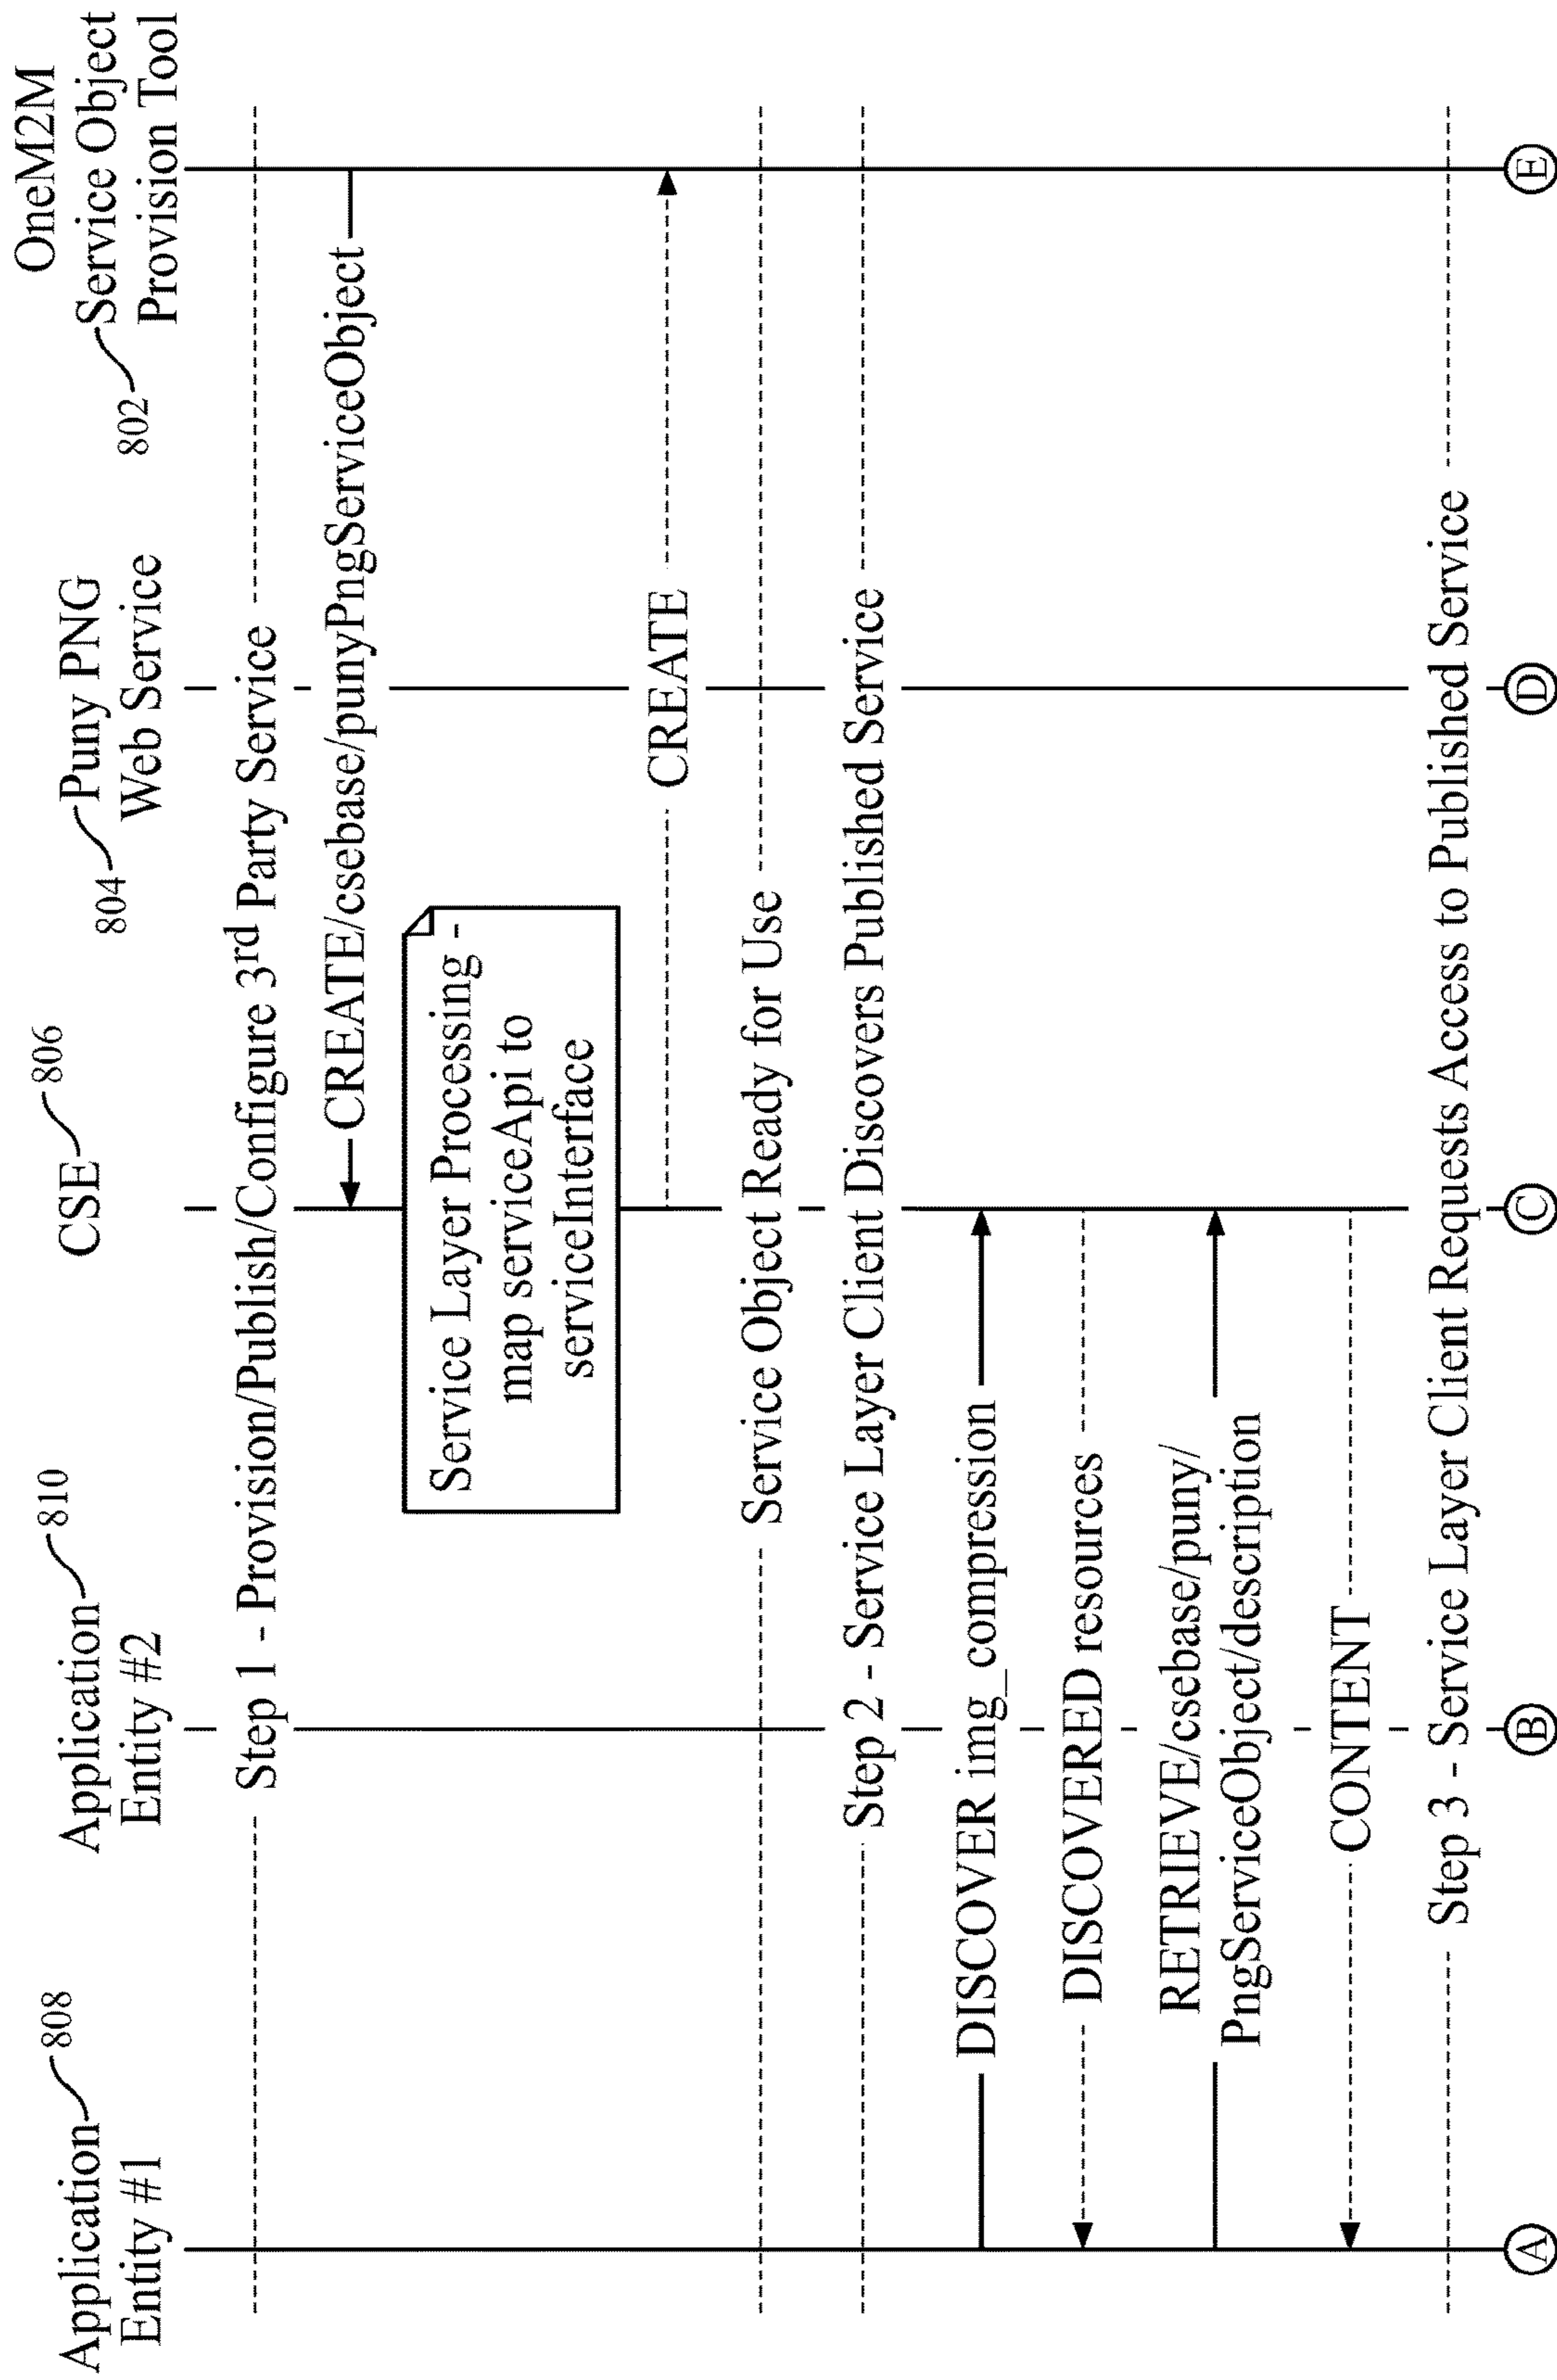 Application
Entity #1
808
Application
Entity #2
810
CSE
806
Puny PNG
Web Service
804
OneM2M
Service Object
Provision Tool
802
Step 1 - Provision/Publish/Configure 3rd Party Service
CREATE/csebase/punyPngServiceObject
Service Layer Processing -
map serviceApi to
serviceInterface
CREATE
Service Object Ready for Use
Step 2 - Service Layer Client Discovers Published Service
DISCOVER img_compression
DISCOVERED resources
RETRIEVE/csebase/puny/
PngServiceObject/description
CONTENT
Step 3 - Service Layer Client Requests Access to Published Service
A
B
C
D
E